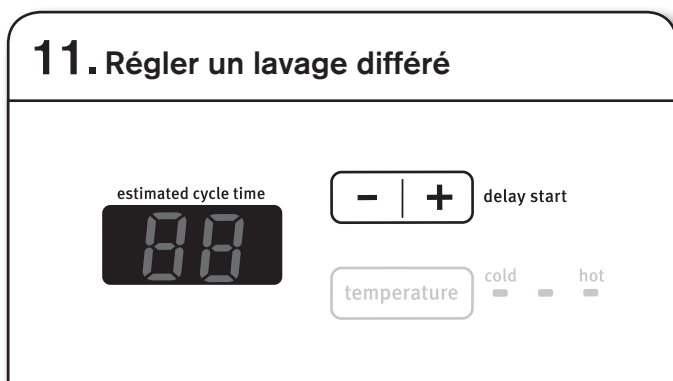 11. Régler un lavage différé
estimated cycle time
88
- | + delay start
temperature cold hot